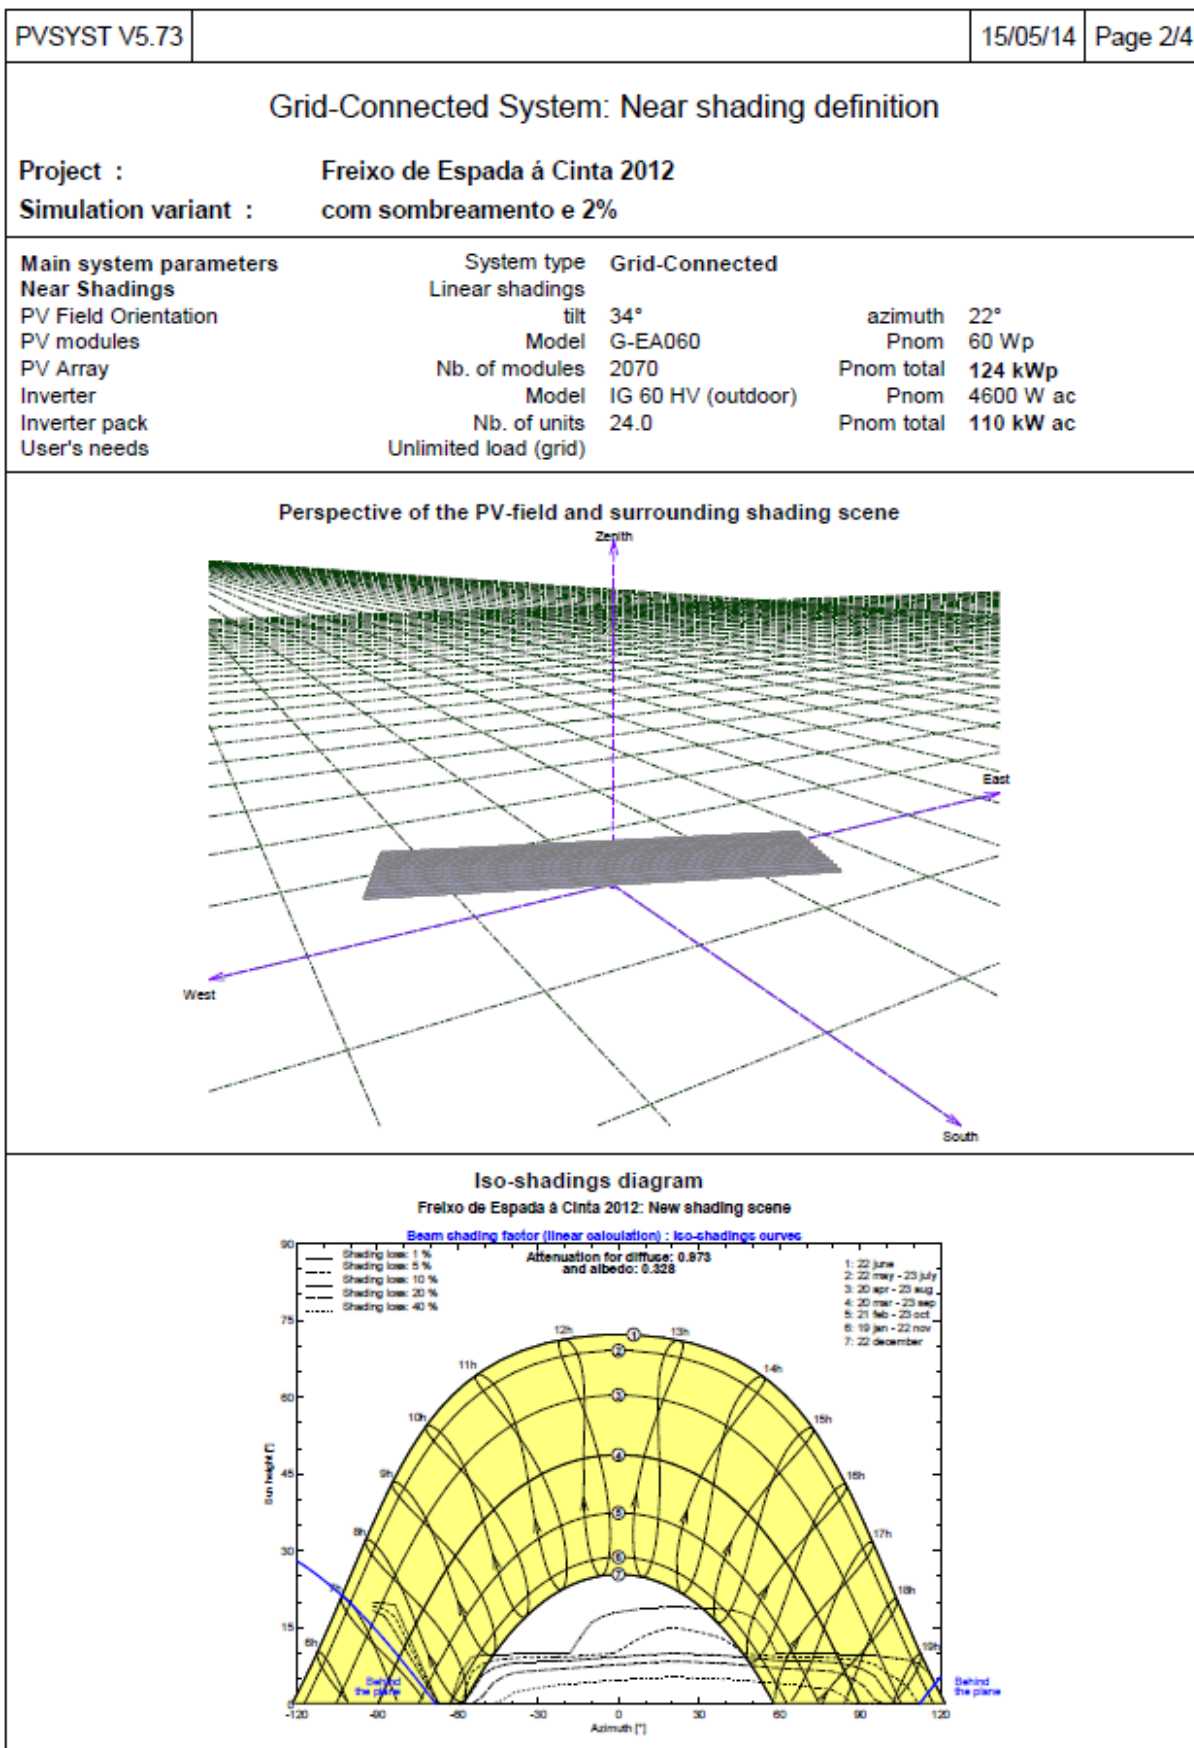 PVSYST V5.73 15/05/14 Page 2/4
Grid-Connected System: Near shading definition
Project : Freixo de Espada á Cinta 2012
Simulation variant : com sombreamento e 2%
Main system parameters System type Grid-Connected
Near Shadings Linear shadings
PV Field Orientation tilt 34° azimuth 22°
PV modules Model G-EA060 Pnom 60 Wp
PV Array Nb. of modules 2070 Pnom total 124 kWp
Inverter Model IG 60 HV (outdoor) Pnom 4600 W ac
Inverter pack Nb. of units 24.0 Pnom total 110 kW ac
User's needs Unlimited load (grid)
Perspective of the PV-field and surrounding shading scene
Zenith
East
West
South
Iso-shadings diagram
Freixo de Espada á Cinta 2012: New shading scene
Beam shading factor (linear calculation) : Iso-shadings curves
Attenuation for diffuse: 0.973
and albedo: 0.328
Shading loss: 1 %
Shading loss: 5 %
Shading loss: 10 %
Shading loss: 20 %
Shading loss: 40 %
1: 22 june
2: 22 may - 23 july
3: 20 apr - 23 aug
4: 20 mar - 23 sep
5: 21 feb - 23 oct
6: 19 jan - 22 nov
7: 22 december
90
75
60
45
30
15
0
Sun height [°]
6h
7h
8h
9h
10h
11h
12h
13h
14h
15h
16h
17h
18h
19h
1
2
3
4
5
6
7
Behind
the plane
Behind
the plane
-120 -90 -60 -30 0 30 60 90 120
Azimuth [°]